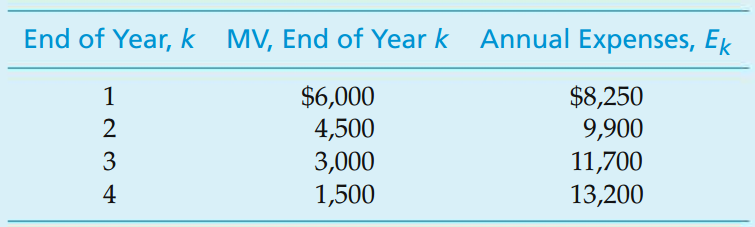 End of Year, k MV, End of Year k Annual Expenses, Ek
1 $6,000 $8,250
2 4,500 9,900
3 3,000 11,700
4 1,500 13,200